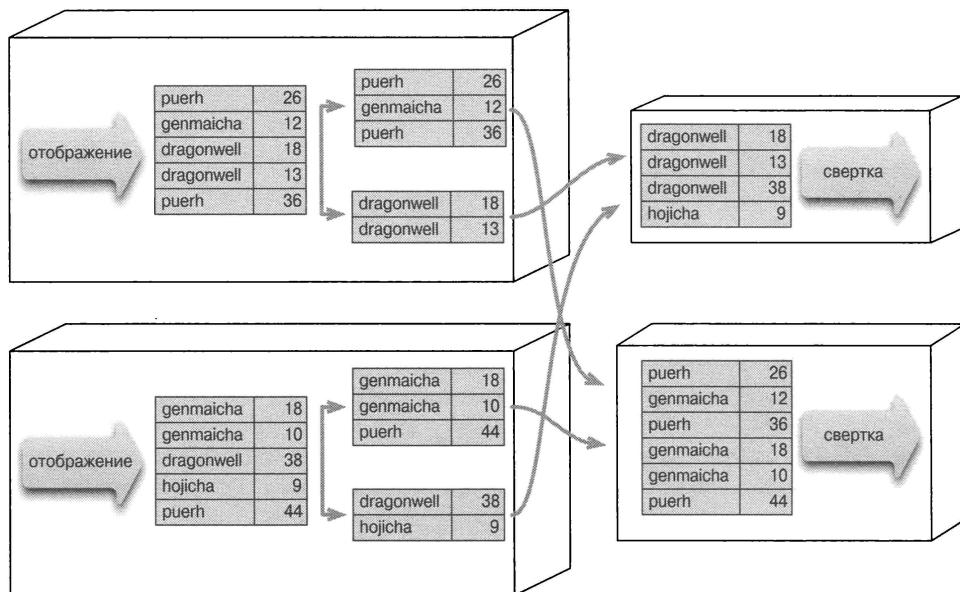 отображение
puerh 26
genmaicha 12
dragonwell 18
dragonwell 13
puerh 36
puerh 26
genmaicha 12
puerh 36
dragonwell 18
dragonwell 13
dragonwell 18
dragonwell 13
dragonwell 38
hojicha 9
свертка
отображение
genmaicha 18
genmaicha 10
dragonwell 38
hojicha 9
puerh 44
genmaicha 18
genmaicha 10
puerh 44
dragonwell 38
hojicha 9
puerh 26
genmaicha 12
puerh 36
genmaicha 18
genmaicha 10
puerh 44
свертка